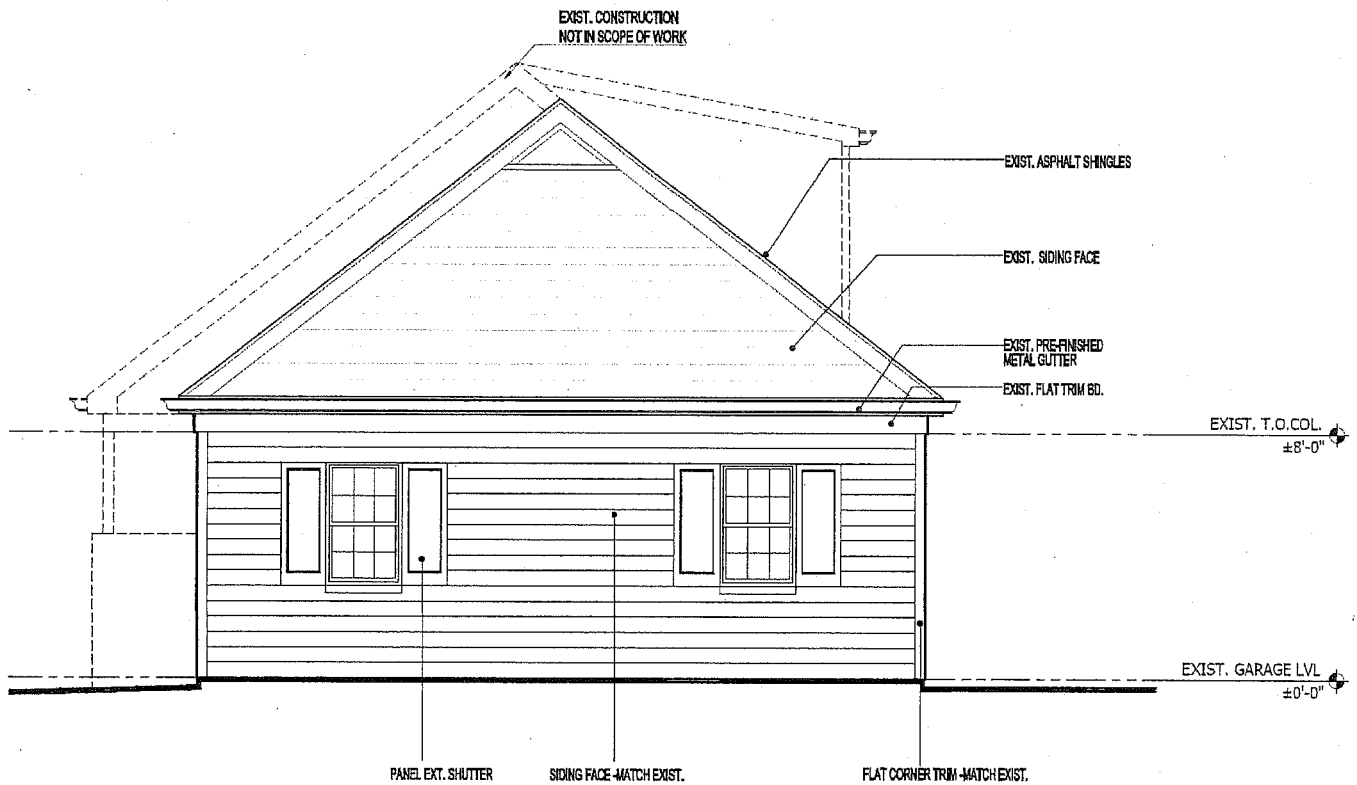 EXIST. CONSTRUCTION
NOT IN SCOPE OF WORK
EXIST. ASPHALT SHINGLES
EXIST. SIDING FACE
EXIST. PRE-FINISHED
METAL GUTTER
EXIST. FLAT TRIM BD.
EXIST. T.O.COL.
±8'-0"
EXIST. GARAGE LVL
±0'-0"
PANEL EXT. SHUTTER
SIDING FACE-MATCH EXIST.
FLAT CORNER TRIM-MATCH EXIST.